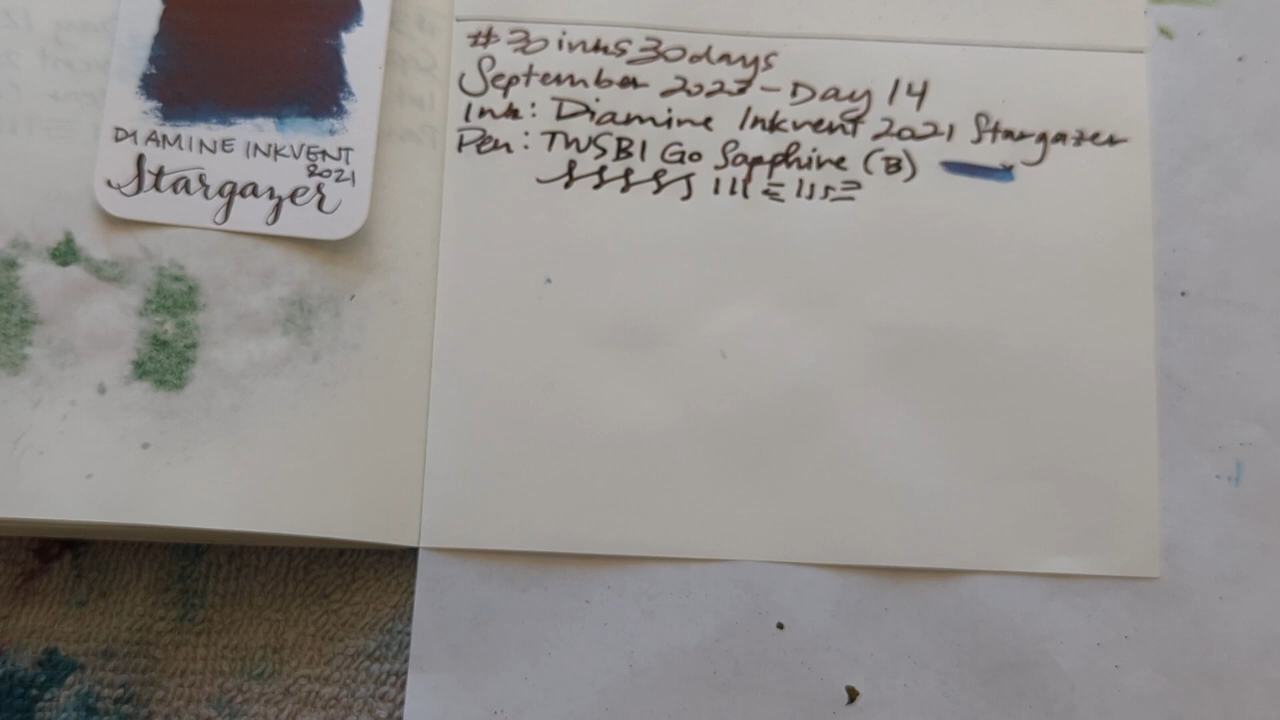 DIAMINE INKVENT
2021
Stargazer
#30inks30days
September 2023 - Day 14
Ink: Diamine Inkvent 2021 Stargazer
Pen: TWSBI Go Sapphire (B)